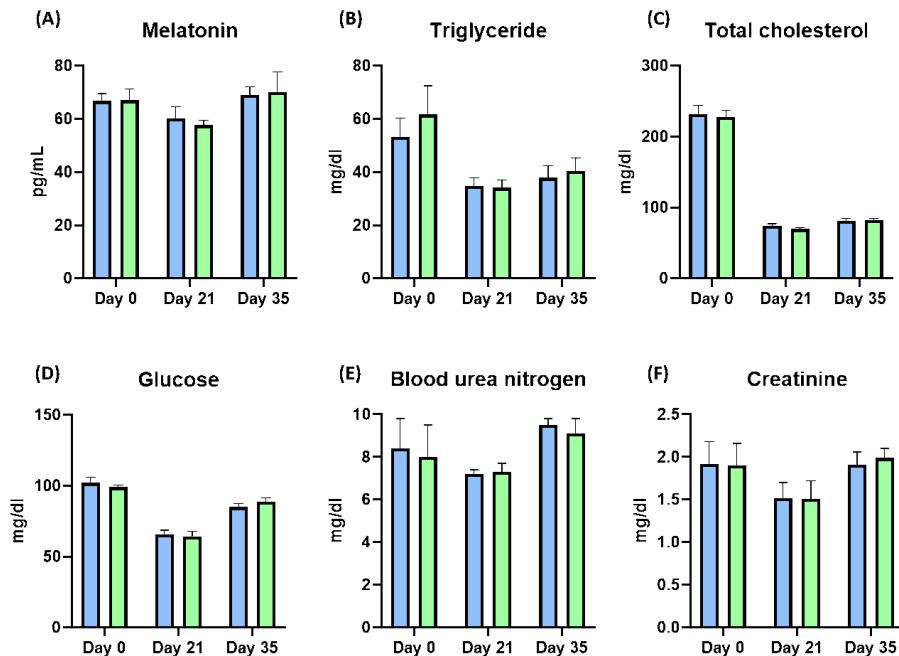 (A)
Melatonin
pg/mL
80
60
40
20
0
Day 0 Day 21 Day 35
(B)
Triglyceride
mg/dl
80
60
40
20
0
Day 0 Day 21 Day 35
(C)
Total cholesterol
mg/dl
300
200
100
0
Day 0 Day 21 Day 35
(D)
Glucose
mg/dl
150
100
50
0
Day 0 Day 21 Day 35
(E)
Blood urea nitrogen
mg/dl
10
8
6
4
2
0
Day 0 Day 21 Day 35
(F)
Creatinine
mg/dl
2.5
2.0
1.5
1.0
0.5
0.0
Day 0 Day 21 Day 35